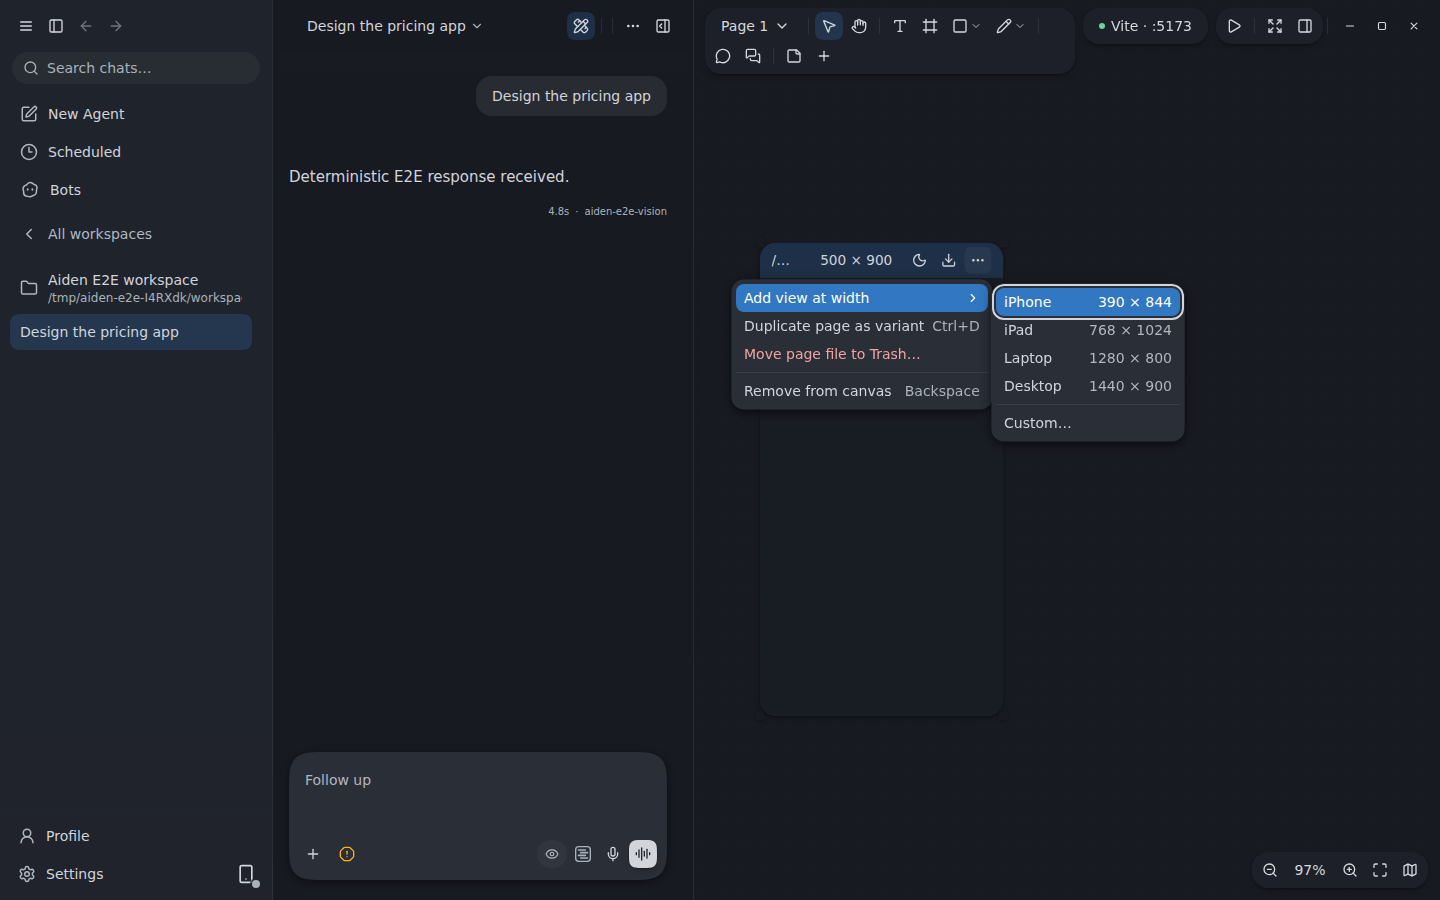 Search chats…
New Agent
Scheduled
Bots
All workspaces
Aiden E2E workspace
/tmp/aiden-e2e-I4RXdk/workspa
Design the pricing app
Profile
Settings
Design the pricing app
Design the pricing app
Deterministic E2E response received.
4.8s · aiden-e2e-vision
Follow up
Page 1
Vite · :5173
/… 500 × 900
Add view at width
Duplicate page as variant Ctrl+D
Move page file to Trash…
Remove from canvas Backspace
iPhone 390 × 844
iPad 768 × 1024
Laptop 1280 × 800
Desktop 1440 × 900
Custom…
97%